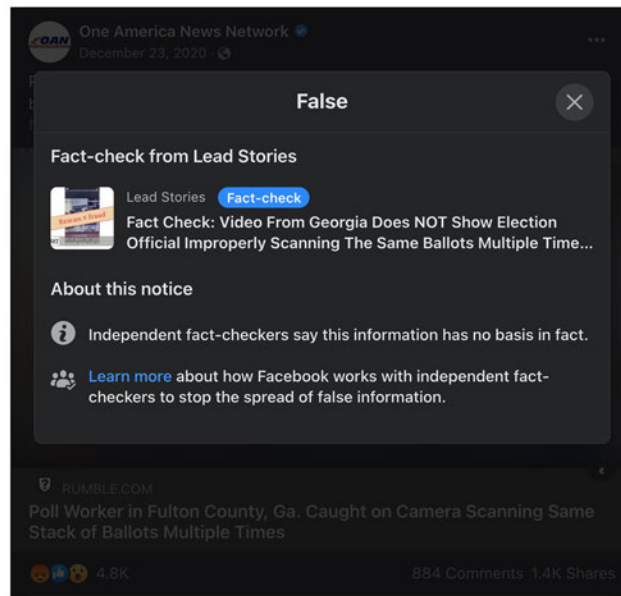 OAN
One America News Network
December 23, 2020
False
Fact-check from Lead Stories
Lead Stories Fact-check
Fact Check: Video From Georgia Does NOT Show Election
Official Improperly Scanning The Same Ballots Multiple Time...
Rescan ≠ fraud
About this notice
Independent fact-checkers say this information has no basis in fact.
Learn more about how Facebook works with independent fact-
checkers to stop the spread of false information.
RUMBLE.COM
Poll Worker in Fulton County, Ga. Caught on Camera Scanning Same
Stack of Ballots Multiple Times
4.8K
884 Comments 1.4K Shares